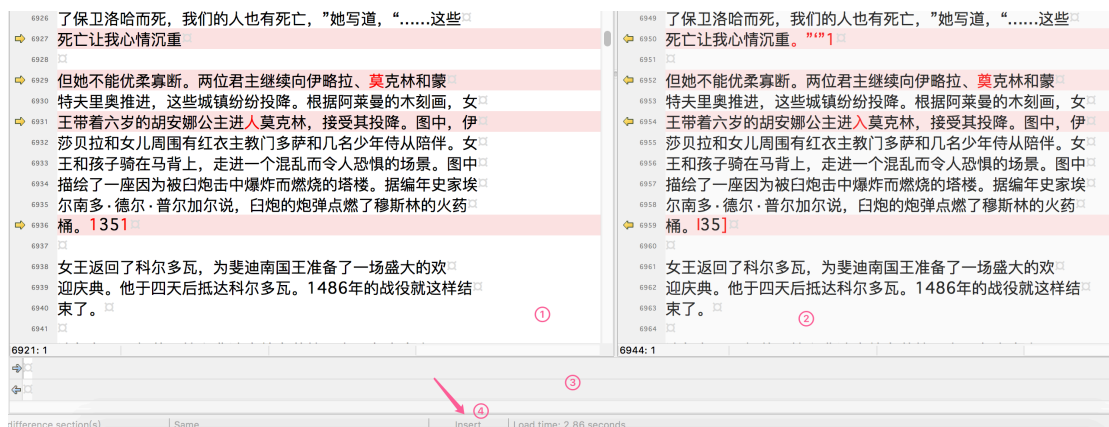 6926 了保卫洛哈而死，我们的人也有死亡，”她写道，“……这些¤
6927 死亡让我心情沉重
6928 ¤
6929 但她不能优柔寡断。两位君主继续向伊略拉、莫克林和蒙¤
6930 特夫里奥推进，这些城镇纷纷投降。根据阿莱曼的木刻画，女¤
6931 王带着六岁的胡安娜公主进人莫克林，接受其投降。图中，伊¤
6932 莎贝拉和女儿周围有红衣主教门多萨和几名少年侍从陪伴。女¤
6933 王和孩子骑在马背上，走进一个混乱而令人恐惧的场景。图中¤
6934 描绘了一座因为被臼炮击中爆炸而燃烧的塔楼。据编年史家埃¤
6935 尔南多·德尔·普尔加尔说，臼炮的炮弹点燃了穆斯林的火药¤
6936 桶。1351¤
6937 ¤
6938 女王返回了科尔多瓦，为斐迪南国王准备了一场盛大的欢¤
6939 迎庆典。他于四天后抵达科尔多瓦。1486年的战役就这样结¤
6940 束了。¤
6941 ¤
6921: 1
①
6949 了保卫洛哈而死，我们的人也有死亡，”她写道，“……这些¤
6950 死亡让我心情沉重。”“”1¤
6951 ¤
6952 但她不能优柔寡断。两位君主继续向伊略拉、莫克林和蒙¤
6953 特夫里奥推进，这些城镇纷纷投降。根据阿莱曼的木刻画，女¤
6954 王带着六岁的胡安娜公主进入莫克林，接受其投降。图中，伊¤
6955 莎贝拉和女儿周围有红衣主教门多萨和几名少年侍从陪伴。女¤
6956 王和孩子骑在马背上，走进一个混乱而令人恐惧的场景。图中¤
6957 描绘了一座因为被臼炮击中爆炸而燃烧的塔楼。据编年史家埃¤
6958 尔南多·德尔·普尔加尔说，臼炮的炮弹点燃了穆斯林的火药¤
6959 桶。l35]¤
6960 ¤
6961 女王返回了科尔多瓦，为斐迪南国王准备了一场盛大的欢¤
6962 迎庆典。他于四天后抵达科尔多瓦。1486年的战役就这样结¤
6963 束了。¤
6964 ¤
6944: 1
②
③
④
difference section(s) Same Insert Load time: 2.86 seconds